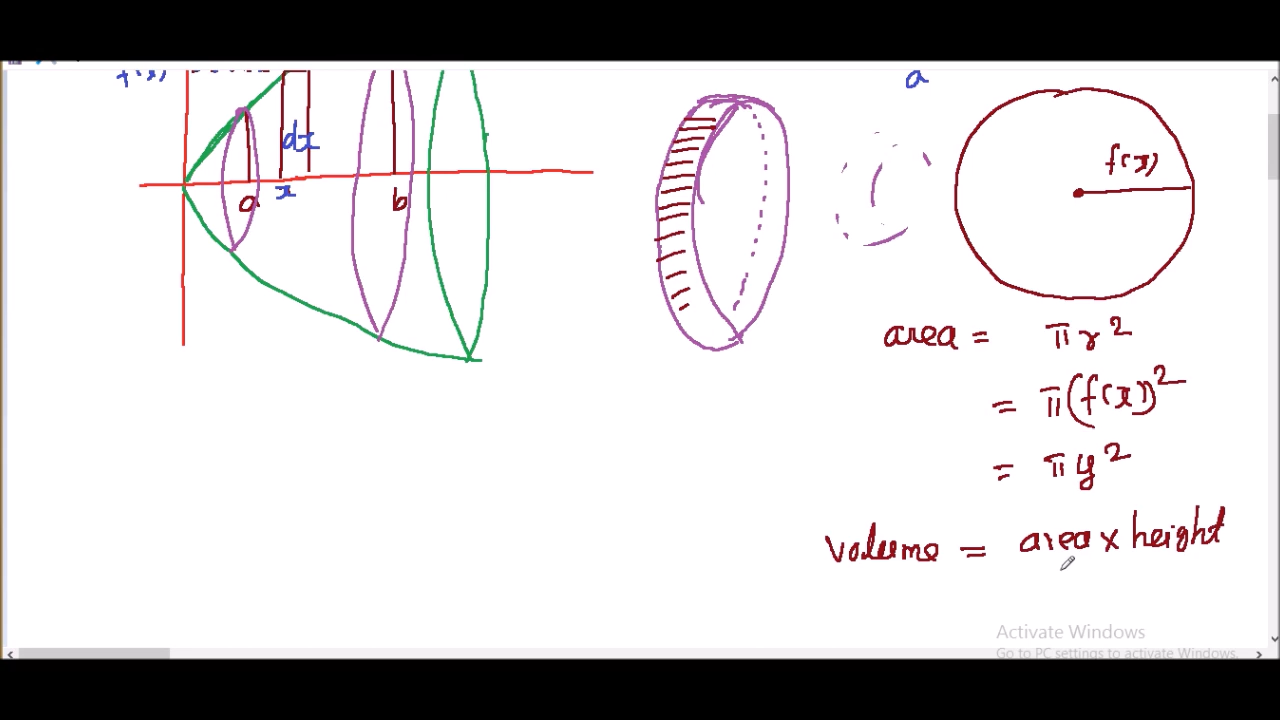 f(x)
a
dx
x
a
b
f(x)
area = πr²
= π(f(x))²
= πy²
volume = area x height
Activate Windows
Go to PC settings to activate Windows.